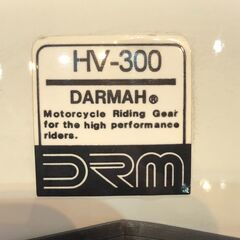 HV-300
DARMAH®
Motorcycle Riding Gear
for the high performance
riders.
DRM